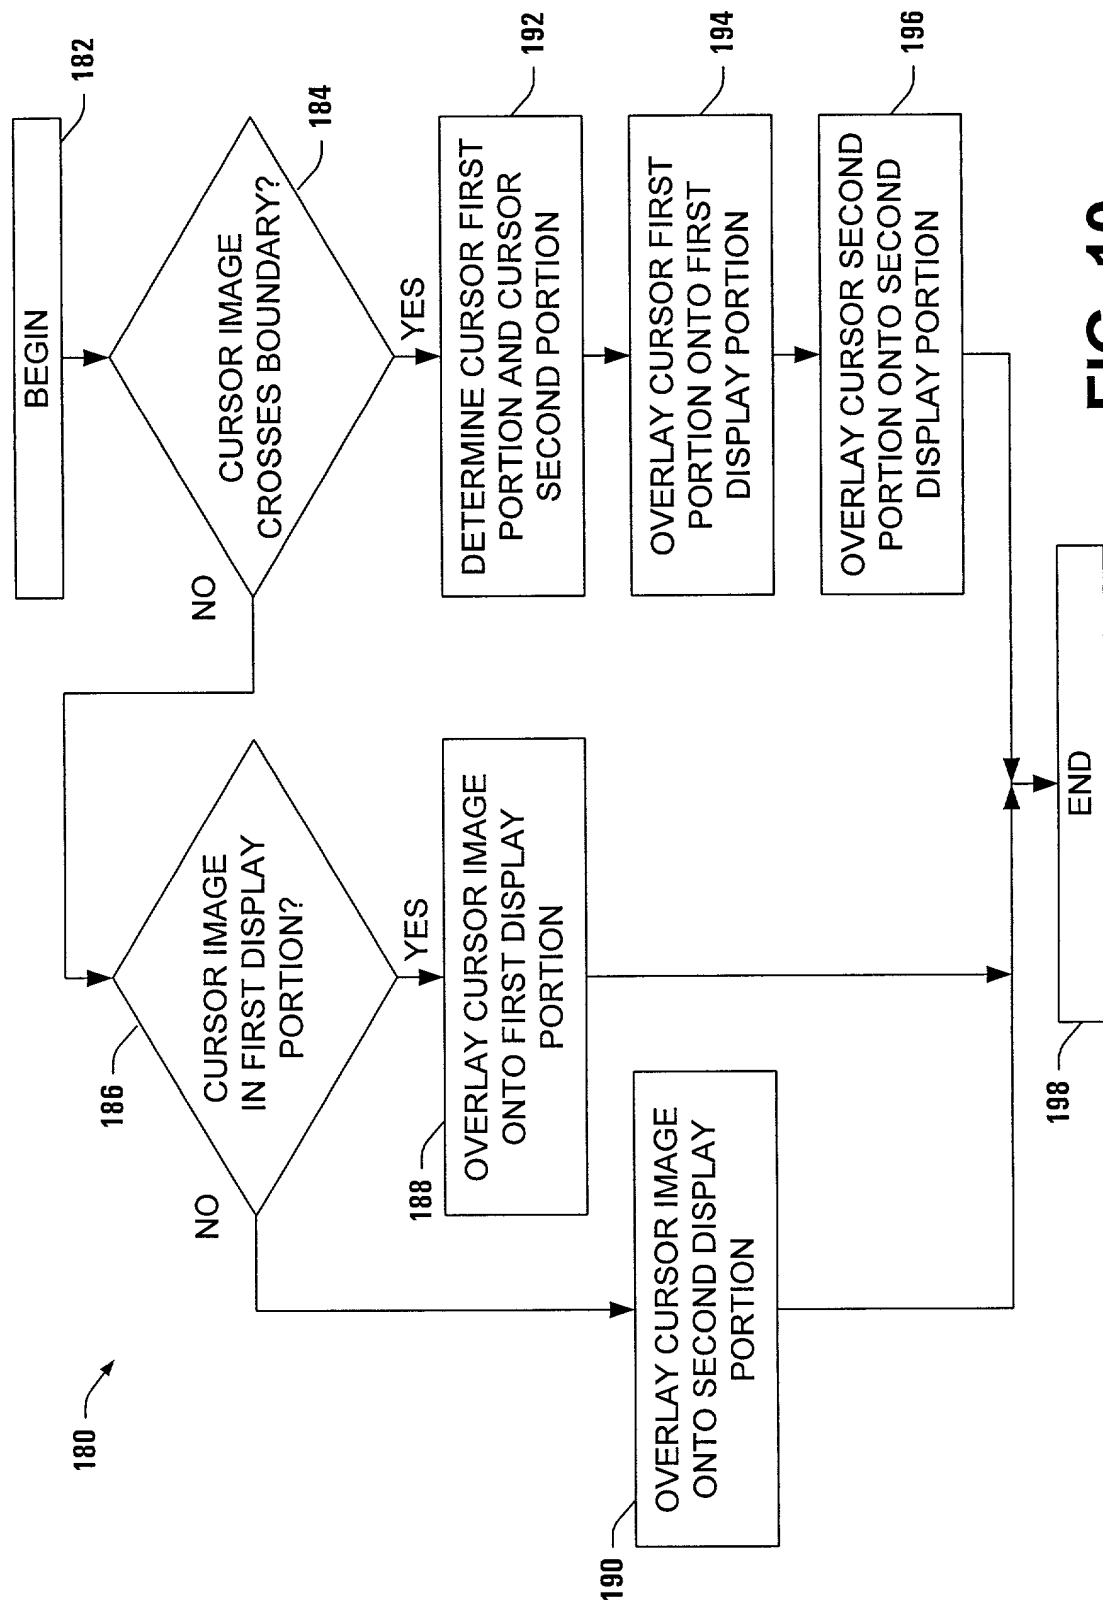 180
BEGIN
182
CURSOR IMAGE
CROSSES BOUNDARY?
184
NO
YES
CURSOR IMAGE
IN FIRST DISPLAY
PORTION?
186
NO
YES
OVERLAY CURSOR IMAGE
ONTO FIRST DISPLAY
PORTION
188
OVERLAY CURSOR IMAGE
ONTO SECOND DISPLAY
PORTION
190
DETERMINE CURSOR FIRST
PORTION AND CURSOR
SECOND PORTION
192
OVERLAY CURSOR FIRST
PORTION ONTO FIRST
DISPLAY PORTION
194
OVERLAY CURSOR SECOND
PORTION ONTO SECOND
DISPLAY PORTION
196
END
198
FIG.